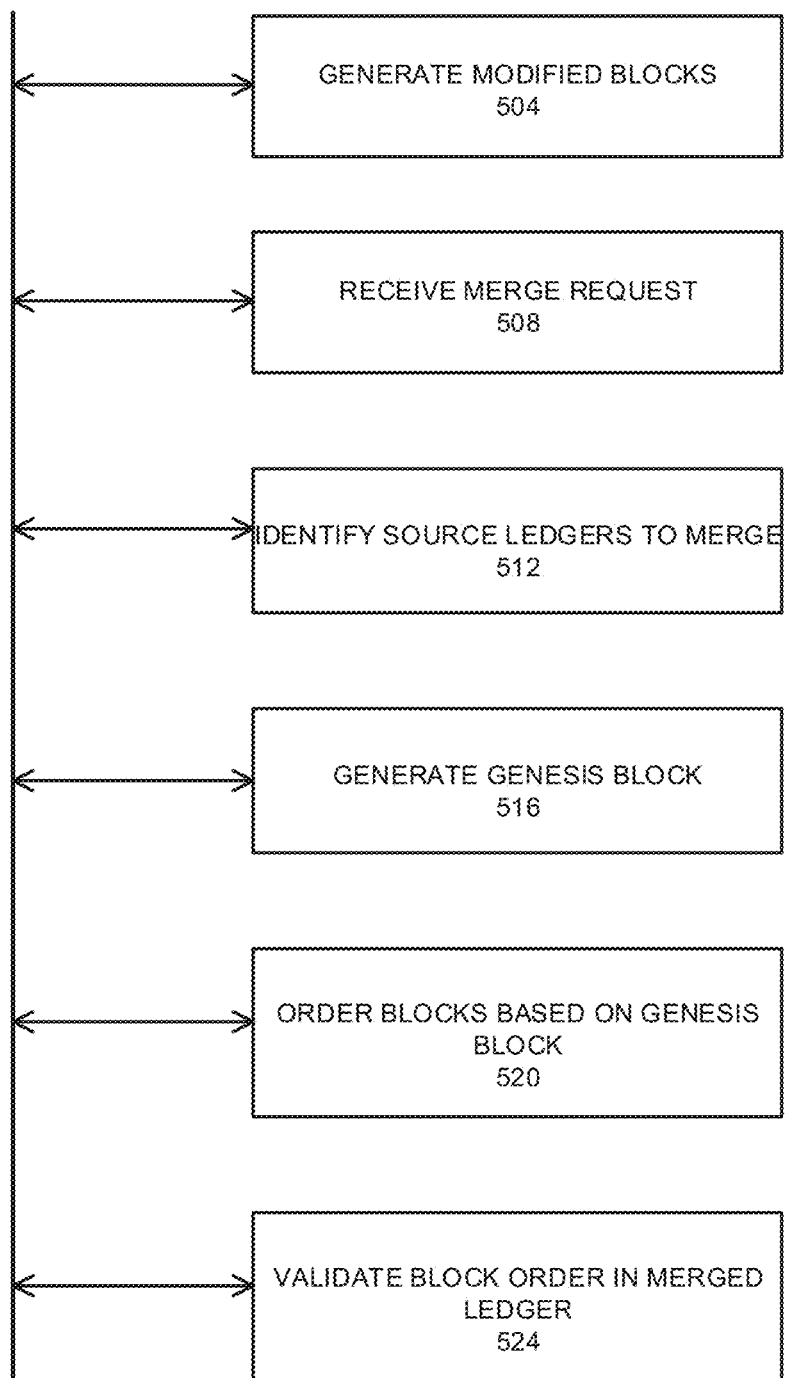 GENERATE MODIFIED BLOCKS
504
RECEIVE MERGE REQUEST
508
IDENTIFY SOURCE LEDGERS TO MERGE
512
GENERATE GENESIS BLOCK
516
ORDER BLOCKS BASED ON GENESIS
BLOCK
520
VALIDATE BLOCK ORDER IN MERGED
LEDGER
524